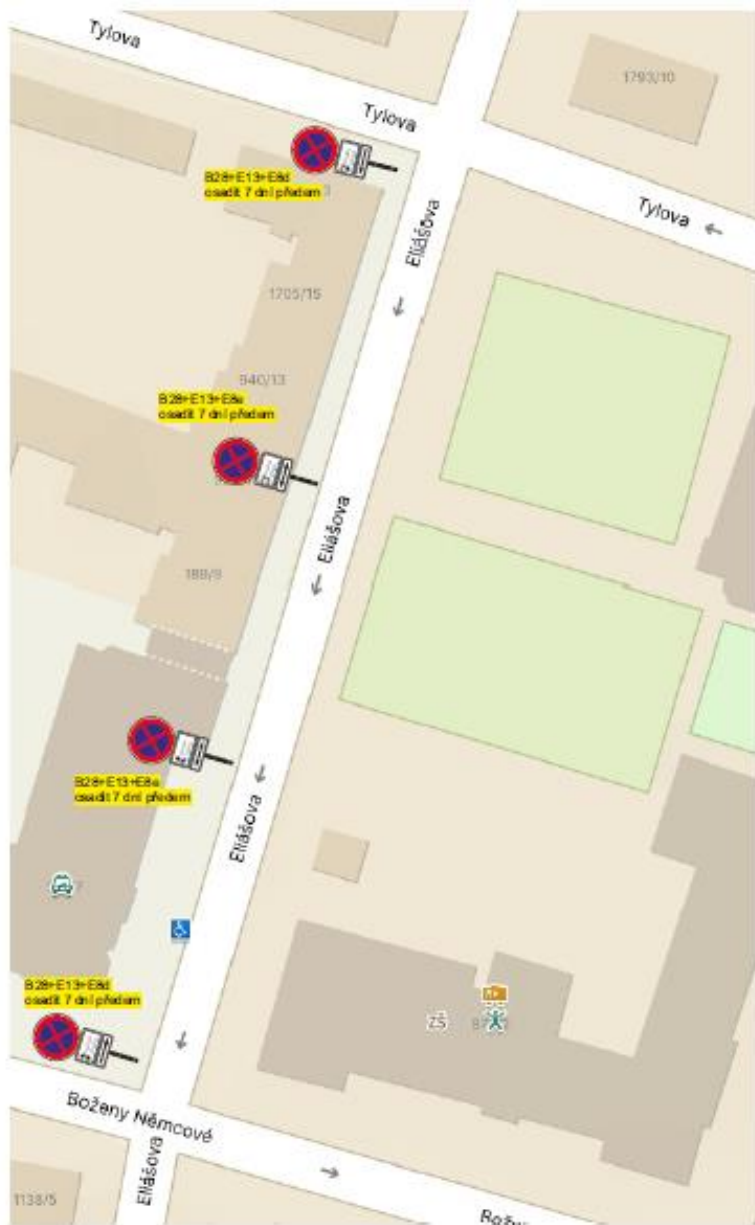 Tylova
1793/10
Tylova
B28+E13+E8d
osadit 7 dní předem
Tylova
Eliášova
1705/15
940/13
B28+E13+E8a
osadit 7 dní předem
Eliášova
188/9
B28+E13+E8a
osadit 7 dní předem
Eliášova
B28+E13+E8d
osadit 7 dní předem
ZŠ
Boženy Němcové
Eliášova
1138/5